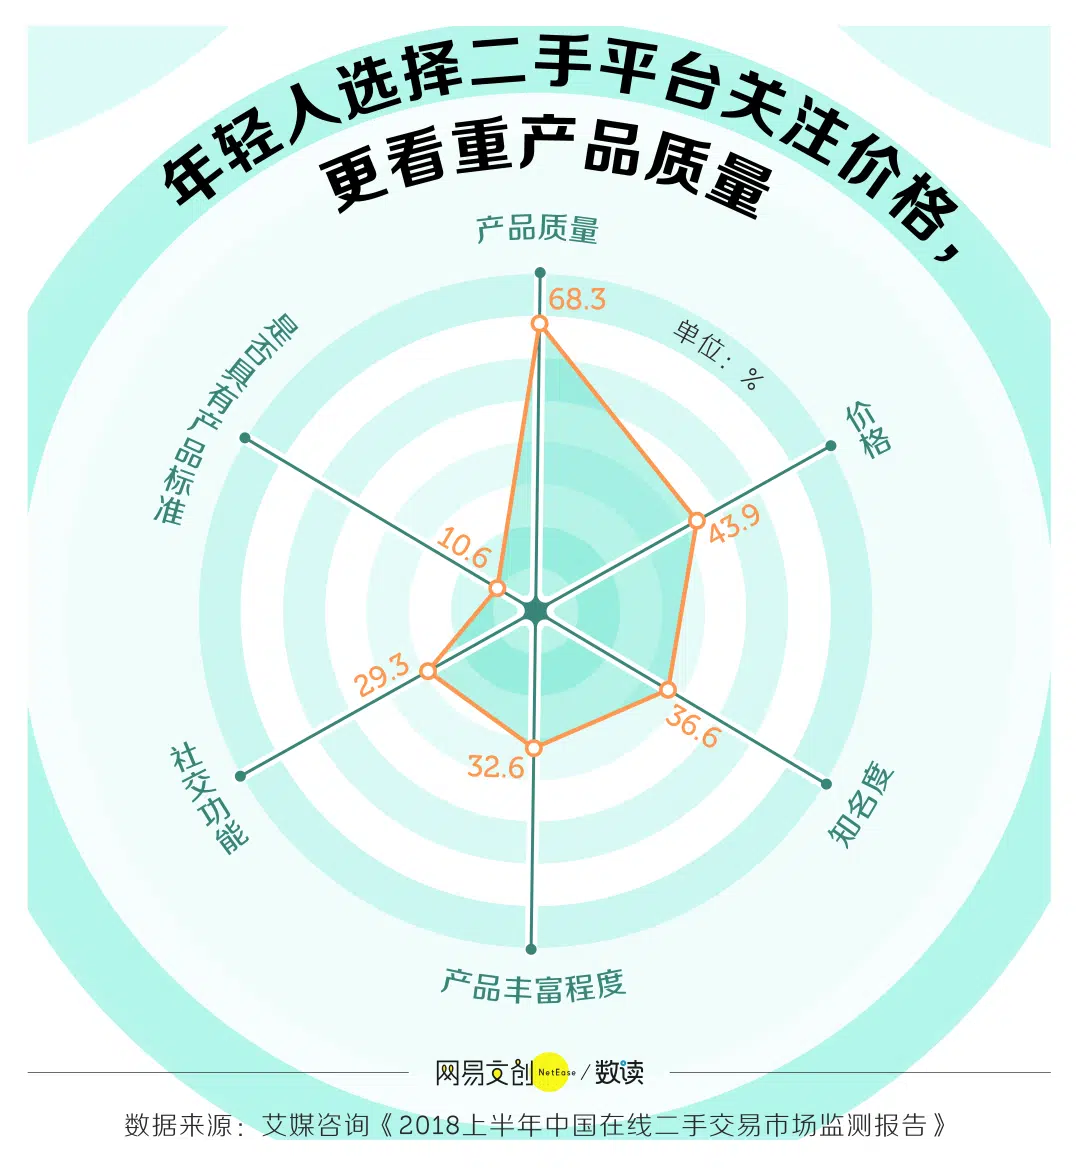 年轻人选择二手平台关注价格，
更看重产品质量
产品质量
68.3
单位：%
价格
43.9
是否具有产品标准
10.6
29.3
36.6
32.6
社交功能
知名度
产品丰富程度
网易文创 NetEase / 数读
数据来源：艾媒咨询《2018上半年中国在线二手交易市场监测报告》